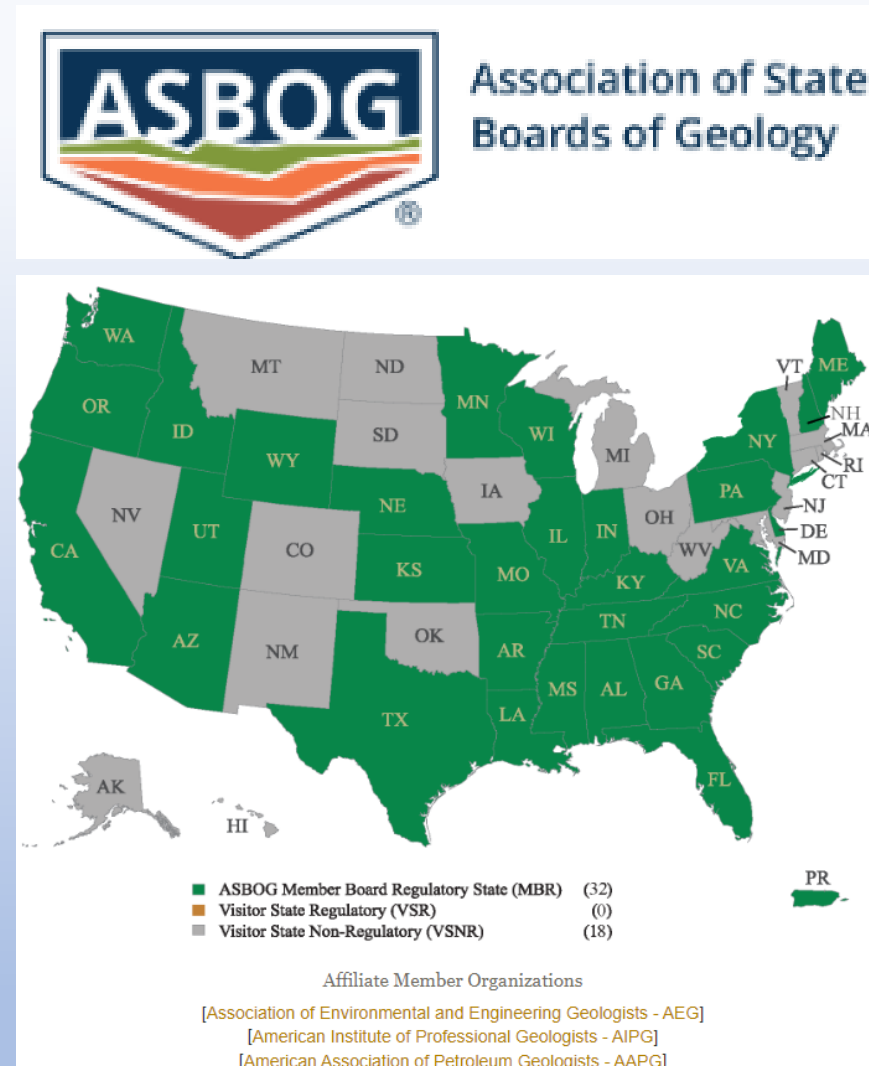 ASBOG
®
Association of State
Boards of Geology
WA
MT
ND
MN
VT
ME
OR
ID
SD
WI
MI
NY
NH
MA
WY
RI
CT
NV
UT
NE
IA
PA
NJ
CA
CO
IL
IN
OH
DE
WV
MD
KS
MO
KY
VA
AZ
NM
OK
AR
TN
NC
SC
TX
LA
MS
AL
GA
FL
AK
HI
PR
ASBOG Member Board Regulatory State (MBR) (32)
Visitor State Regulatory (VSR) (0)
Visitor State Non-Regulatory (VSNR) (18)
Affiliate Member Organizations
[Association of Environmental and Engineering Geologists - AEG]
[American Institute of Professional Geologists - AIPG]
[American Association of Petroleum Geologists - AAPG]